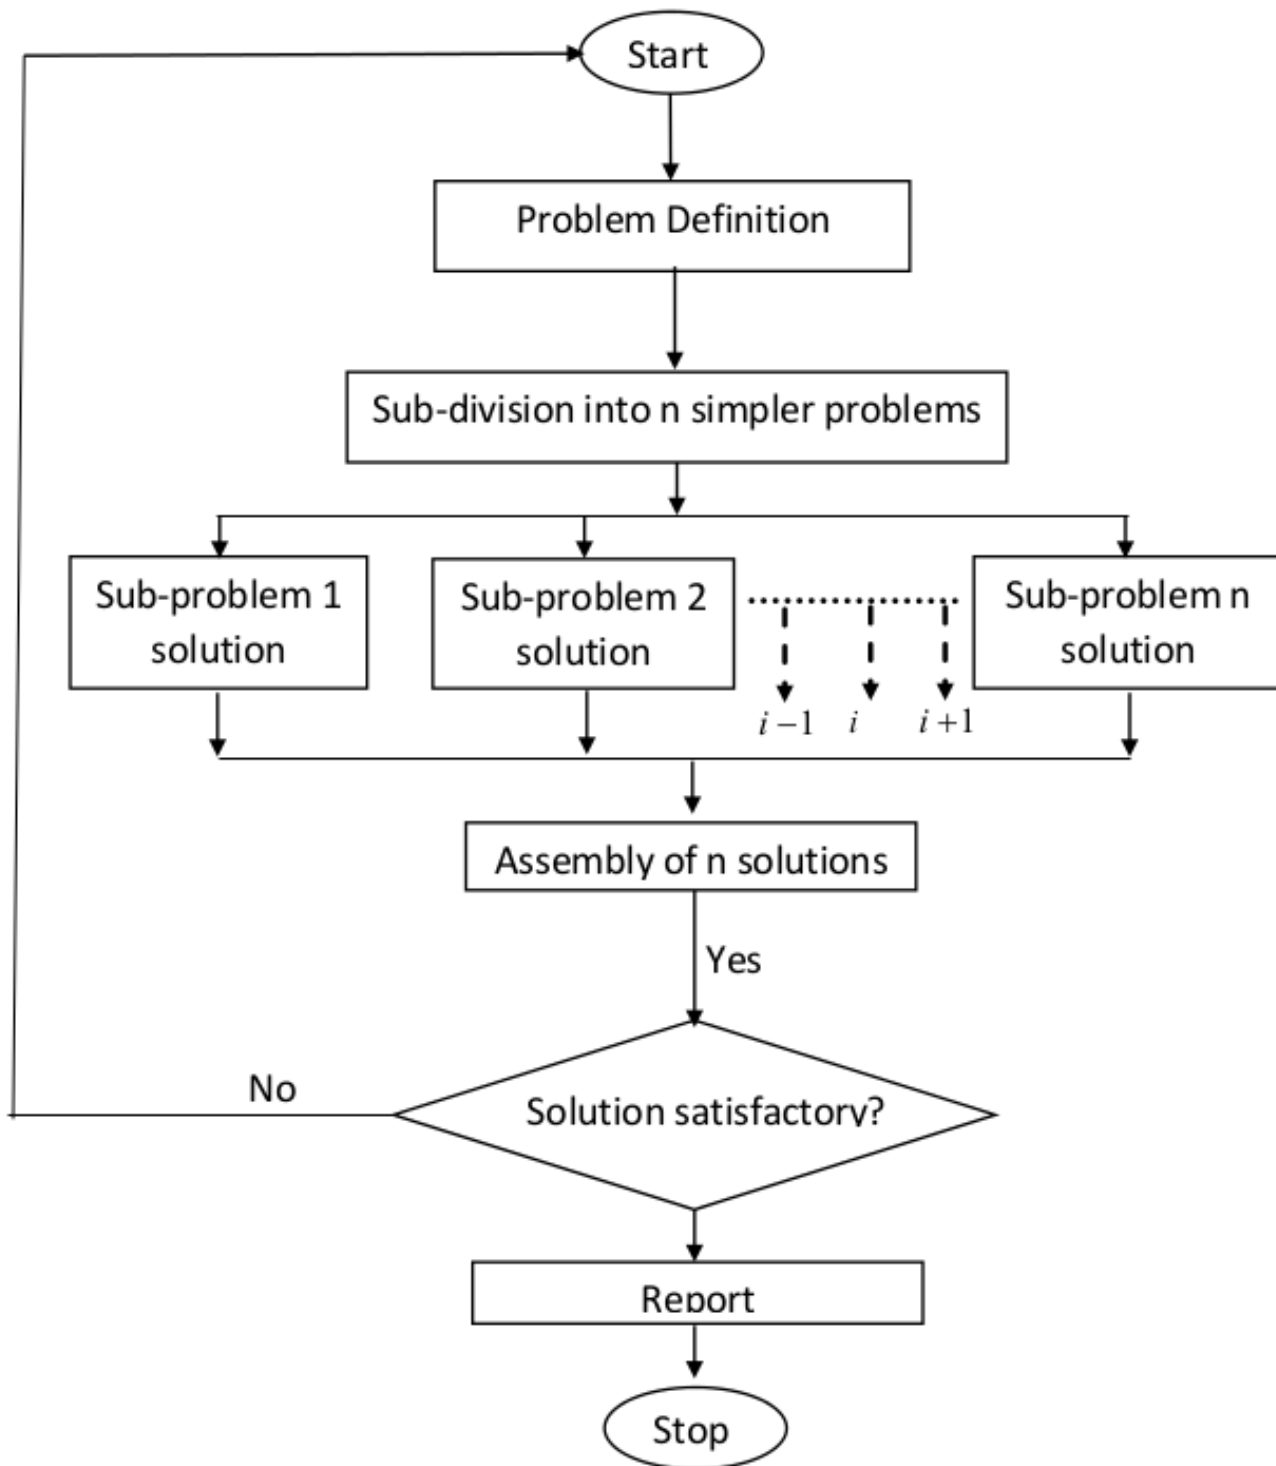 Start
Problem Definition
Sub-division into n simpler problems
Sub-problem 1
solution
Sub-problem 2
solution
Sub-problem n
solution
i – 1 i i + 1
Assembly of n solutions
Yes
No
Solution satisfactory?
Report
Stop